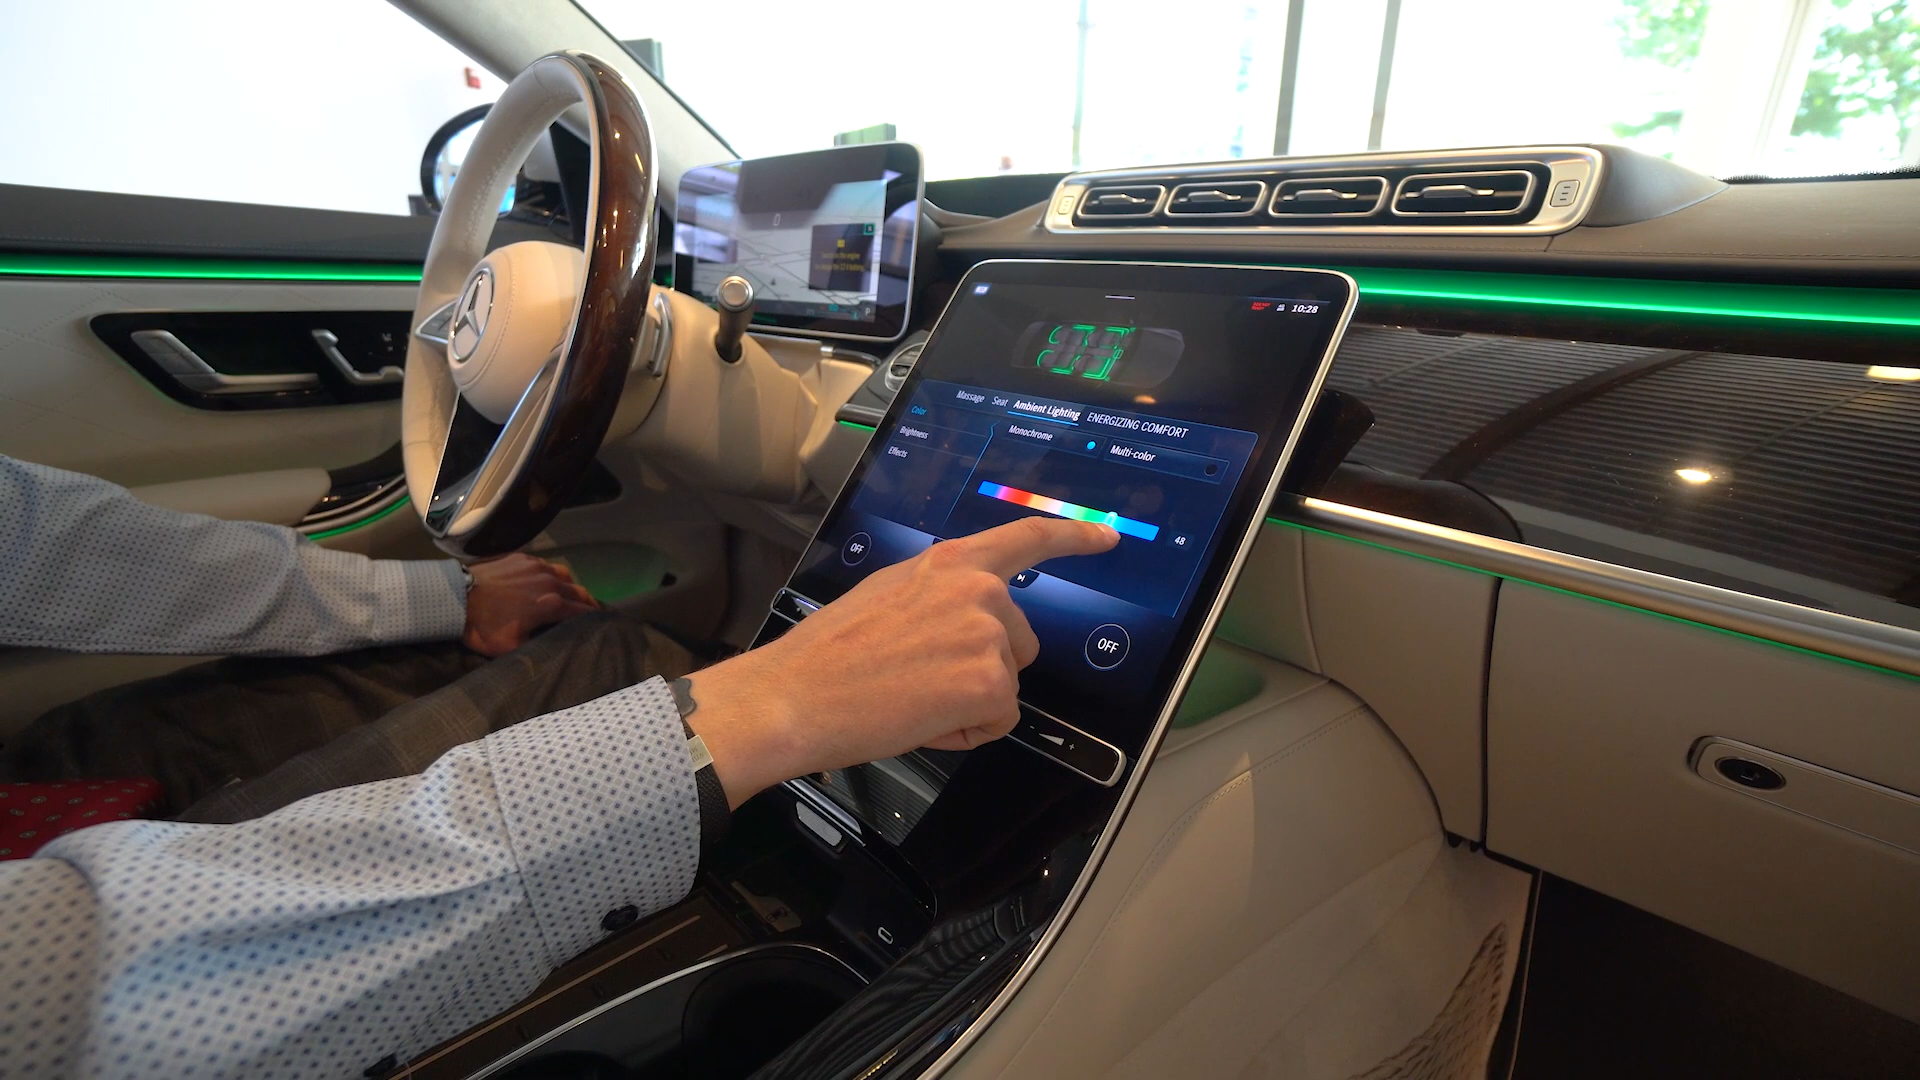 10:28
Massage Seat Ambient Lighting ENERGIZING COMFORT
Color
Brightness
Effects
Monochrome
Multi-color
48
OFF
OFF